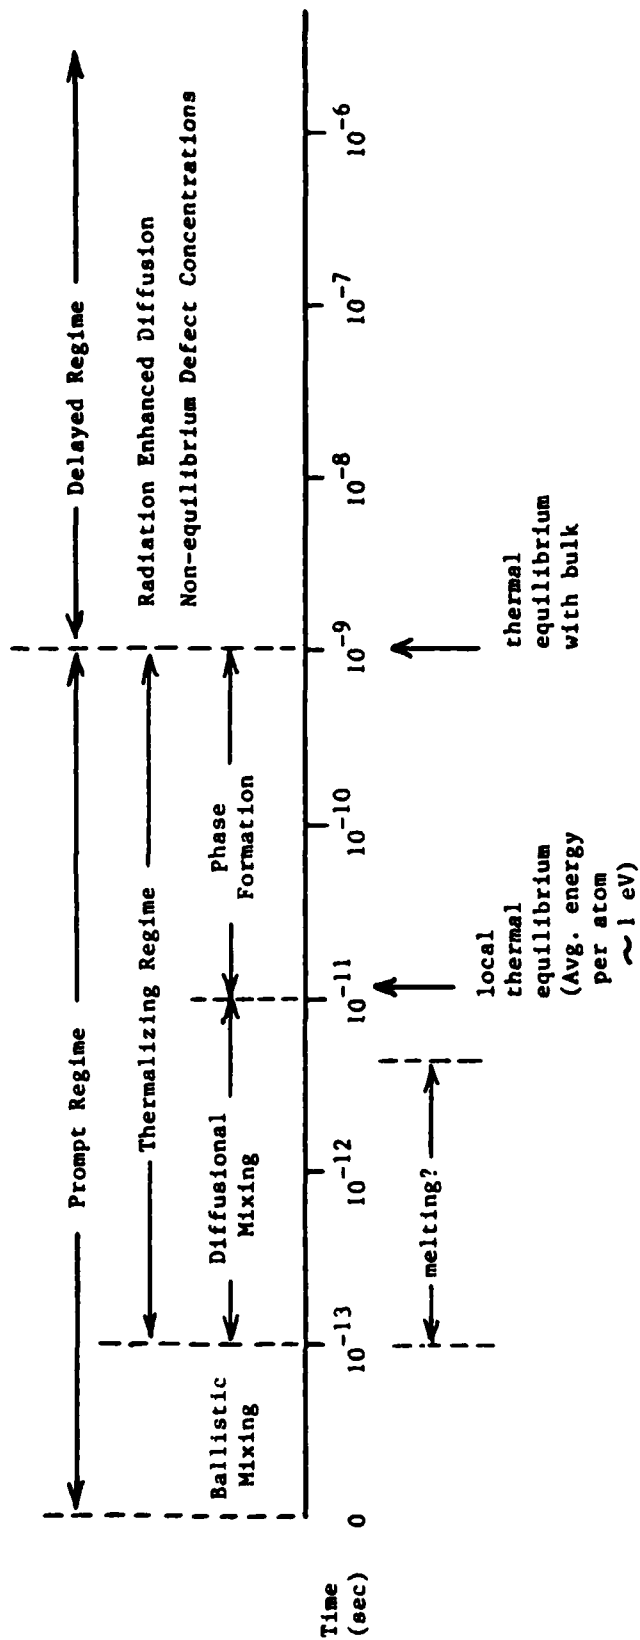 Prompt Regime
Delayed Regime
Thermalizing Regime
Radiation Enhanced Diffusion
Non-equilibrium Defect Concentrations
Ballistic
Mixing
Diffusional
Mixing
Phase
Formation
Time
(sec)
0
10^-13
10^-12
10^-11
10^-10
10^-9
10^-8
10^-7
10^-6
melting?
local
thermal
equilibrium
(Avg. energy
per atom
~1 eV)
thermal
equilibrium
with bulk